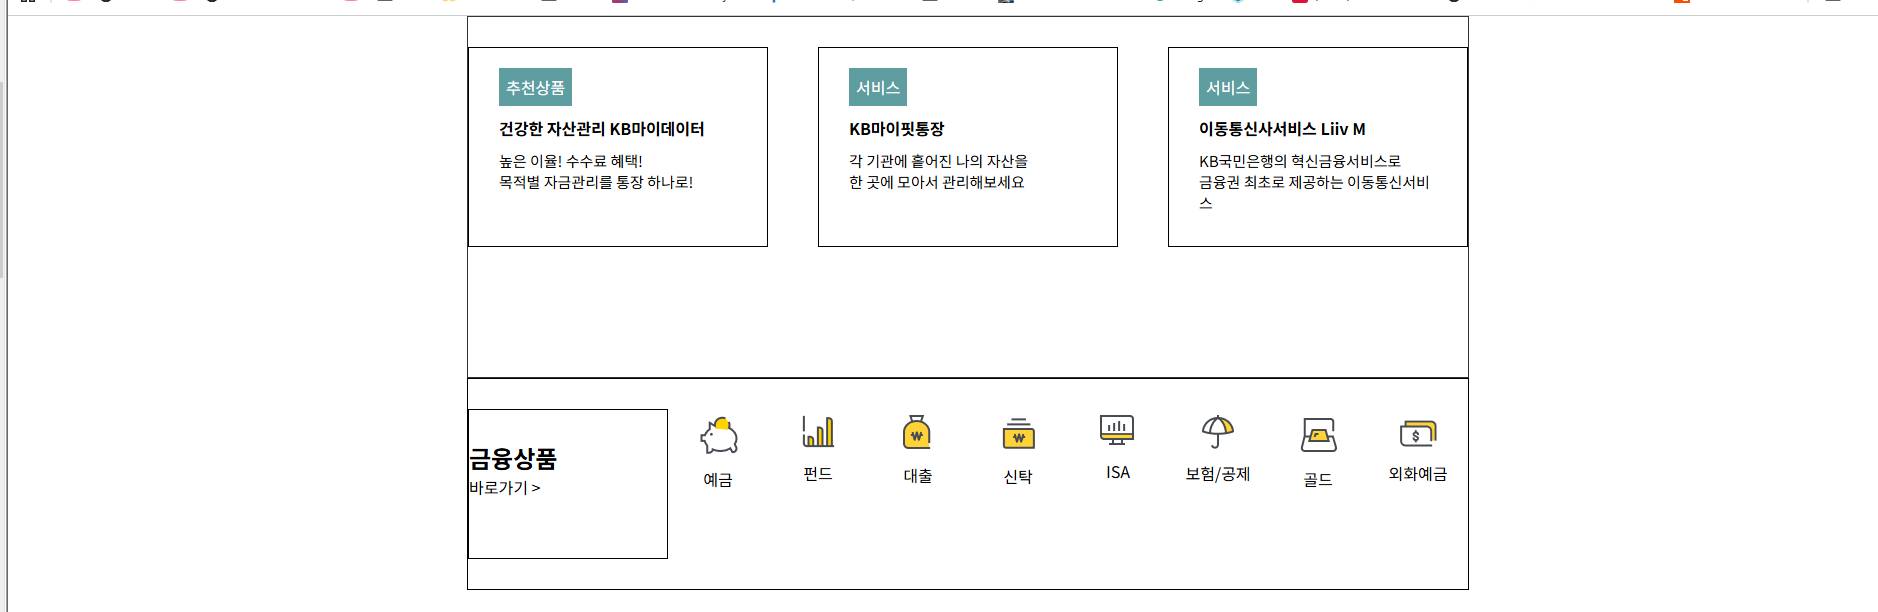 추천상품
건강한 자산관리 KB마이데이터
높은 이율! 수수료 혜택!
목적별 자금관리를 통장 하나로!
서비스
KB마이핏통장
각 기관에 흩어진 나의 자산을
한 곳에 모아서 관리해보세요
서비스
이동통신사서비스 Liiv M
KB국민은행의 혁신금융서비스로
금융권 최초로 제공하는 이동통신서비
스
금융상품
바로가기 >
예금
펀드
대출
신탁
ISA
보험/공제
골드
외화예금